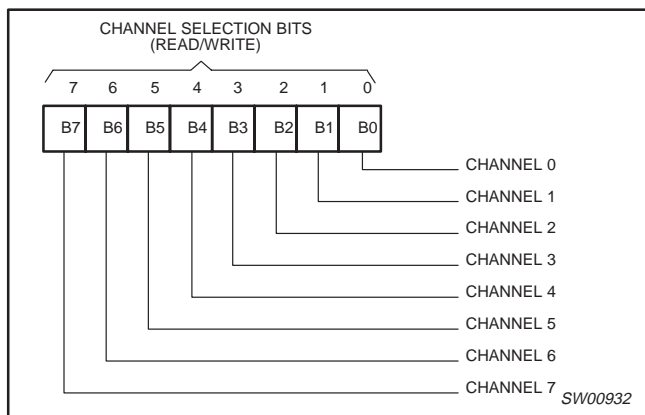 CHANNEL SELECTION BITS
(READ/WRITE)
7 6 5 4 3 2 1 0
B7 B6 B5 B4 B3 B2 B1 B0
CHANNEL 0
CHANNEL 1
CHANNEL 2
CHANNEL 3
CHANNEL 4
CHANNEL 5
CHANNEL 6
CHANNEL 7
SW00932